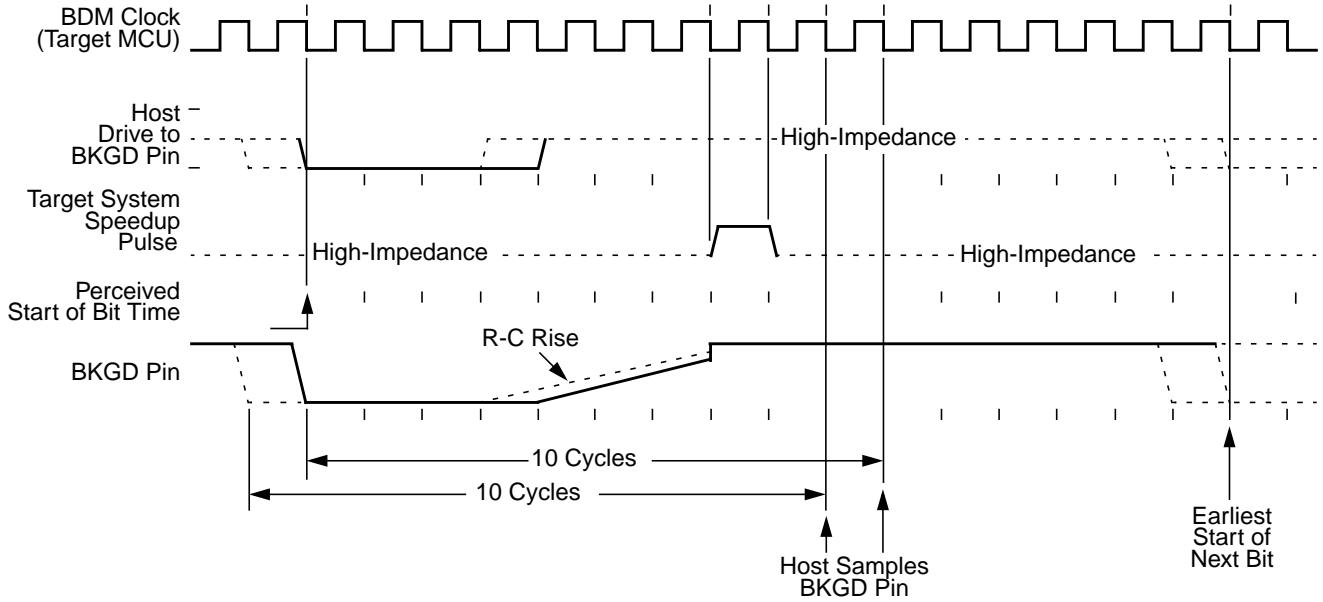 BDM Clock
(Target MCU)
Host
Drive to
BKGD Pin
High-Impedance
Target System
Speedup
Pulse
High-Impedance
High-Impedance
Perceived
Start of Bit Time
R-C Rise
BKGD Pin
10 Cycles
10 Cycles
Host Samples
BKGD Pin
Earliest
Start of
Next Bit